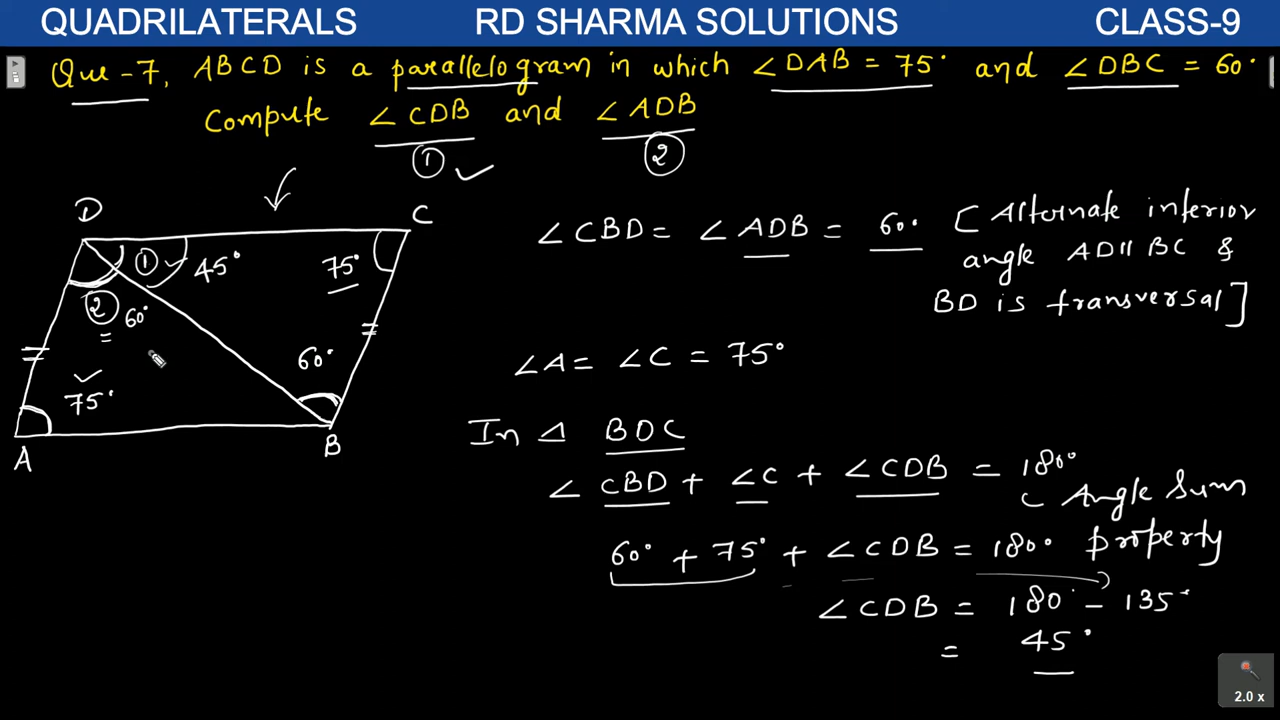 QUADRILATERALS RD SHARMA SOLUTIONS CLASS-9
Que-7, ABCD is a parallelogram in which ∠DAB = 75° and ∠DBC = 60°
Compute ∠CDB and ∠ADB
① ②
D C
① 45° 75°
② 60°
=
60°
75°
A B
∠CBD = ∠ADB = 60° [Alternate interior
angle AD∥BC &
BD is transversal]
∠A = ∠C = 75°
In △ BDC
∠CBD + ∠C + ∠CDB = 180°
( Angle Sum
60° + 75° + ∠CDB = 180° property
∠CDB = 180° - 135°
= 45°
2.0 x